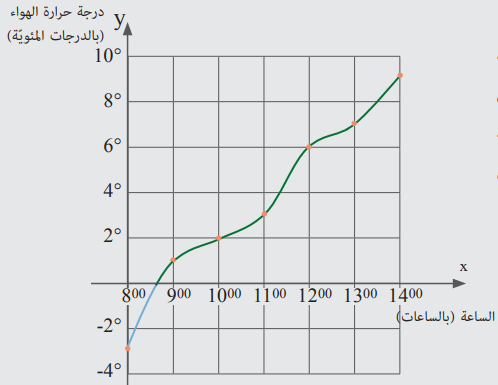 درجة حرارة الهواء
(بالدرجات المئويّة)
y
10°
8°
6°
4°
2°
x
8⁰⁰ 9⁰⁰ 10⁰⁰ 11⁰⁰ 12⁰⁰ 13⁰⁰ 14⁰⁰
الساعة (بالساعات)
-2°
-4°